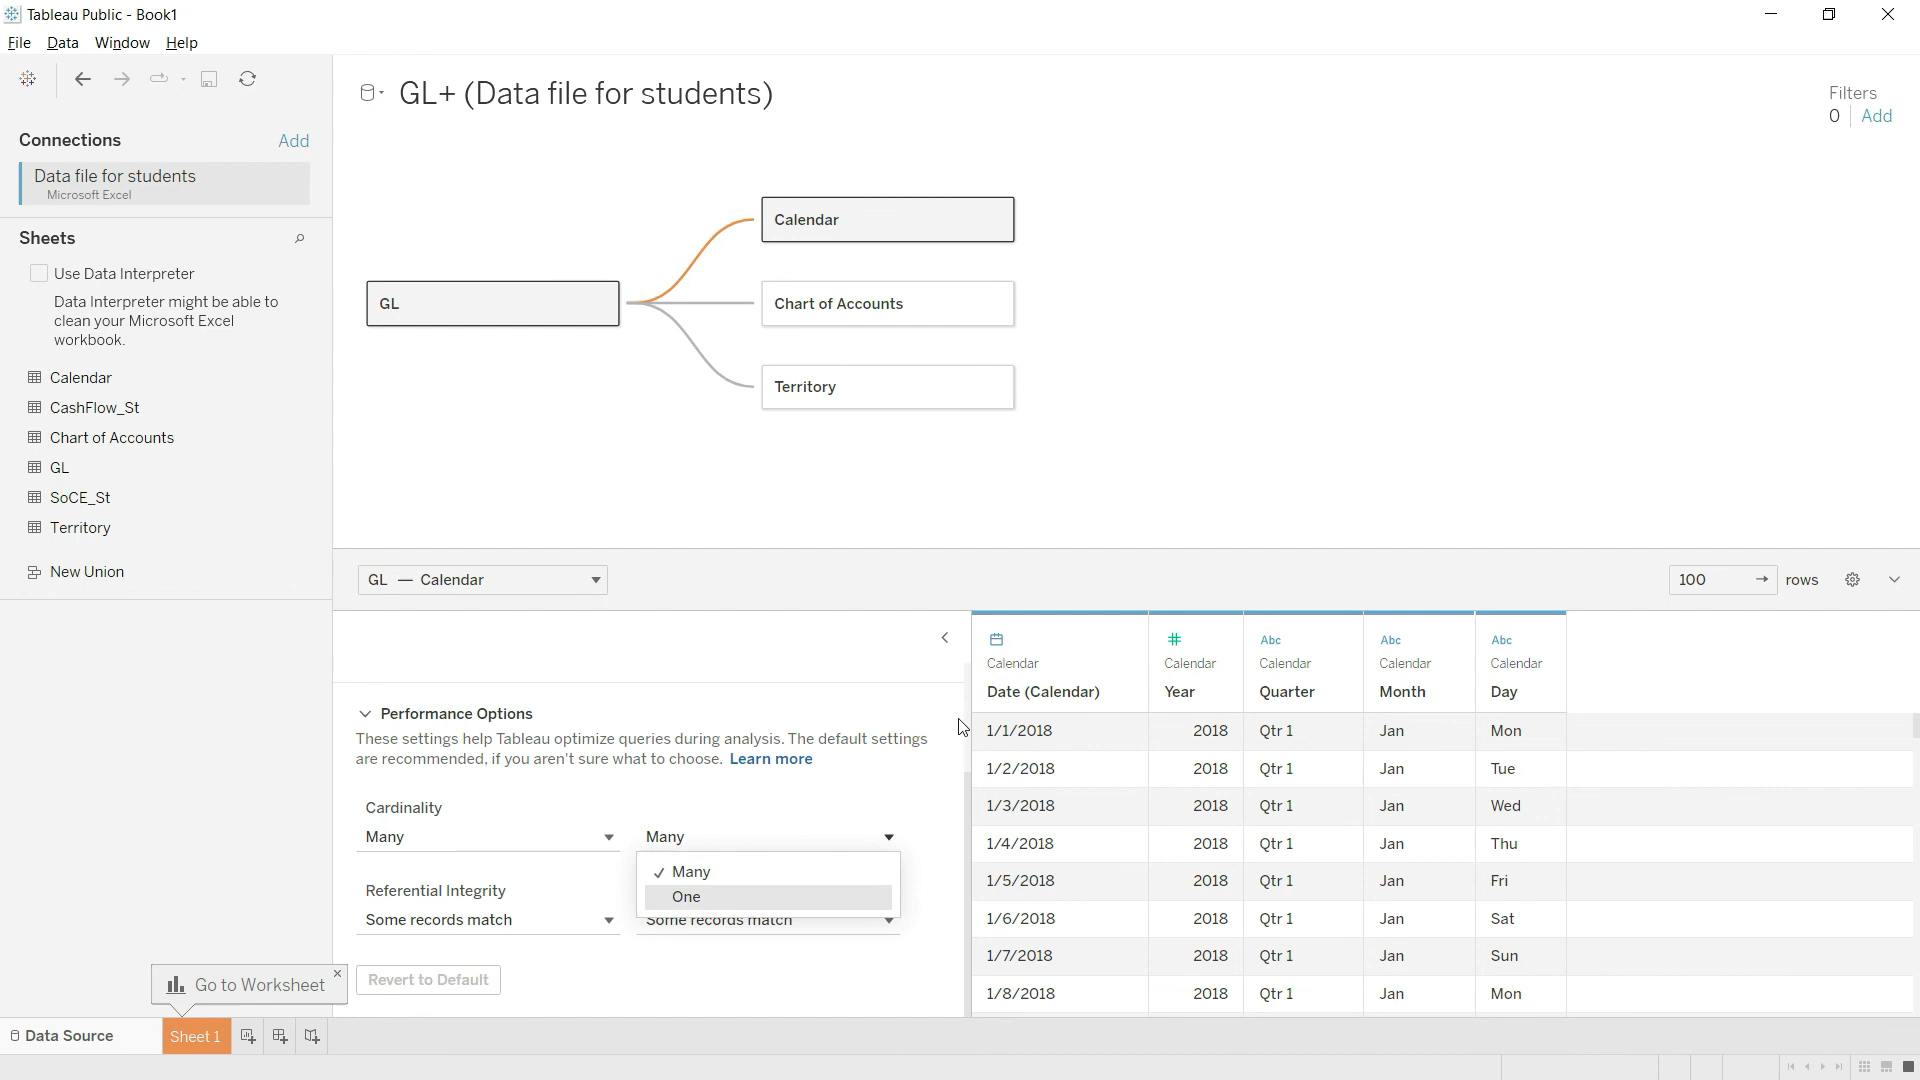 Tableau Public - Book1
File Data Window Help
GL+ (Data file for students)
Filters
0 Add
Connections Add
Data file for students
Microsoft Excel
Sheets
Use Data Interpreter
Data Interpreter might be able to
clean your Microsoft Excel
workbook.
Calendar
CashFlow_St
Chart of Accounts
GL
SoCE_St
Territory
New Union
GL
Calendar
Chart of Accounts
Territory
GL — Calendar
100 → rows
Performance Options
These settings help Tableau optimize queries during analysis. The default settings
are recommended, if you aren't sure what to choose. Learn more
Cardinality
Many Many
✓ Many
One
Referential Integrity
Some records match Some records match
Revert to Default
Abc Abc Abc
Calendar Calendar Calendar Calendar Calendar
Date (Calendar) Year Quarter Month Day
1/1/2018 2018 Qtr 1 Jan Mon
1/2/2018 2018 Qtr 1 Jan Tue
1/3/2018 2018 Qtr 1 Jan Wed
1/4/2018 2018 Qtr 1 Jan Thu
1/5/2018 2018 Qtr 1 Jan Fri
1/6/2018 2018 Qtr 1 Jan Sat
1/7/2018 2018 Qtr 1 Jan Sun
1/8/2018 2018 Qtr 1 Jan Mon
Go to Worksheet
Data Source Sheet 1